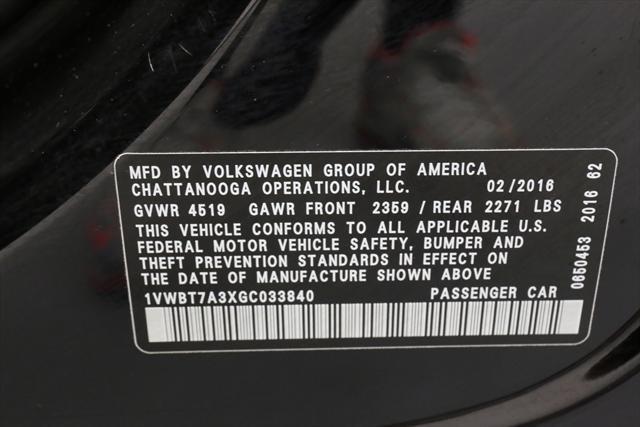 MFD BY VOLKSWAGEN GROUP OF AMERICA
CHATTANOOGA OPERATIONS, LLC. 02/2016
GVWR 4519 GAWR FRONT 2359 / REAR 2271 LBS
THIS VEHICLE CONFORMS TO ALL APPLICABLE U.S.
FEDERAL MOTOR VEHICLE SAFETY, BUMPER AND
THEFT PREVENTION STANDARDS IN EFFECT ON
THE DATE OF MANUFACTURE SHOWN ABOVE
1VWBT7A3XGC033840 PASSENGER CAR
0650453 2016 62